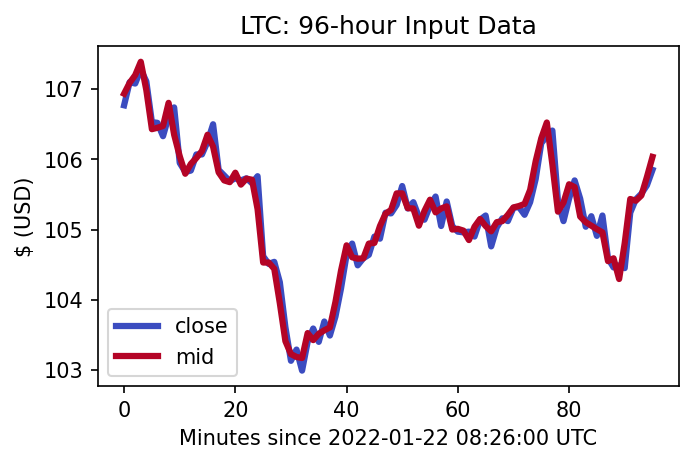 LTC: 96-hour Input Data
$ (USD)
107
106
105
104
103
close
mid
0
20
40
60
80
Minutes since 2022-01-22 08:26:00 UTC